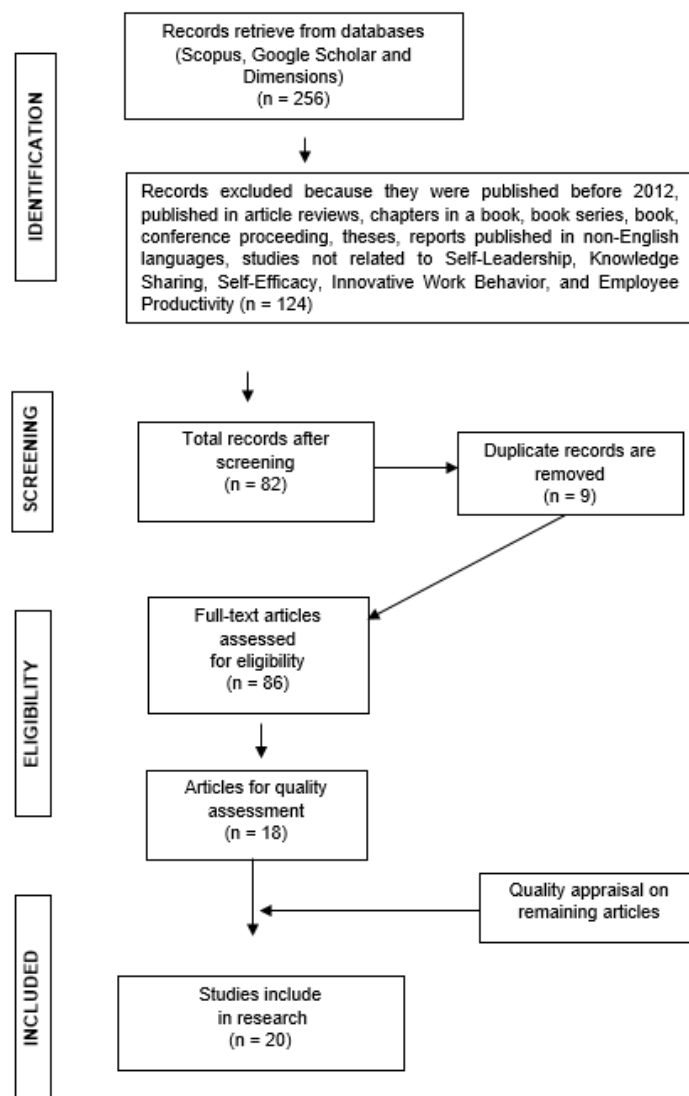 IDENTIFICATION
Records retrieve from databases
(Scopus, Google Scholar and
Dimensions)
(n = 256)
Records excluded because they were published before 2012,
published in article reviews, chapters in a book, book series, book,
conference proceeding, theses, reports published in non-English
languages, studies not related to Self-Leadership, Knowledge
Sharing, Self-Efficacy, Innovative Work Behavior, and Employee
Productivity (n = 124)
SCREENING
Total records after
screening
(n = 82)
Duplicate records are
removed
(n = 9)
ELIGIBILITY
Full-text articles
assessed
for eligibility
(n = 86)
Articles for quality
assessment
(n = 18)
INCLUDED
Quality appraisal on
remaining articles
Studies include
in research
(n = 20)